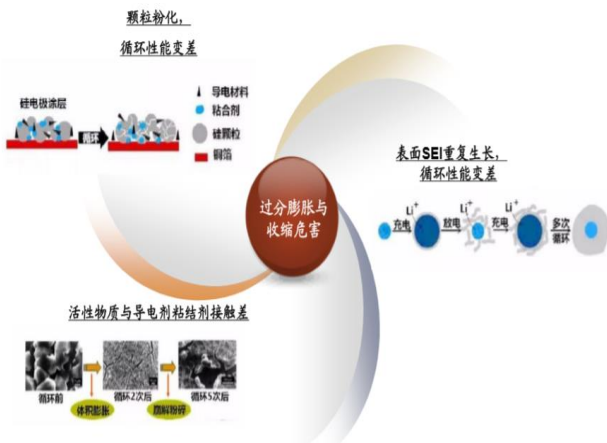 颗粒粉化，
循环性能变差
硅电极涂层
循环
导电材料
粘合剂
硅颗粒
铜箔
过分膨胀与
收缩危害
表面SEI重复生长，
循环性能变差
Li+
充电
放电
Li+
充电
Li+
多次
循环
活性物质与导电剂粘结剂接触差
循环前
循环2次后
循环5次后
体积膨胀
崩解粉碎